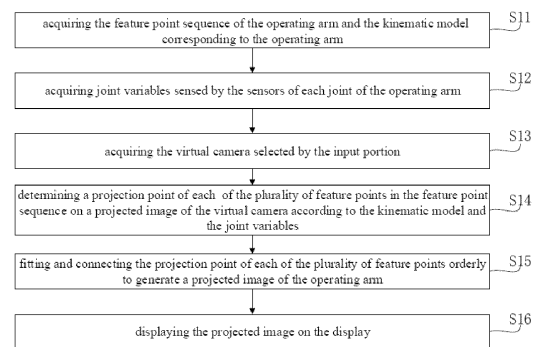 acquiring the feature point sequence of the operating arm and the kinematic model
corresponding to the operating arm
S11
acquiring joint variables sensed by the sensors of each joint of the operating arm
S12
acquiring the virtual camera selected by the input portion
S13
determining a projection point of each of the plurality of feature points in the feature point
sequence on a projected image of the virtual camera according to the kinematic model and
the joint variables
S14
fitting and connecting the projection point of each of the plurality of feature points orderly
to generate a projected image of the operating arm
S15
displaying the projected image on the display
S16